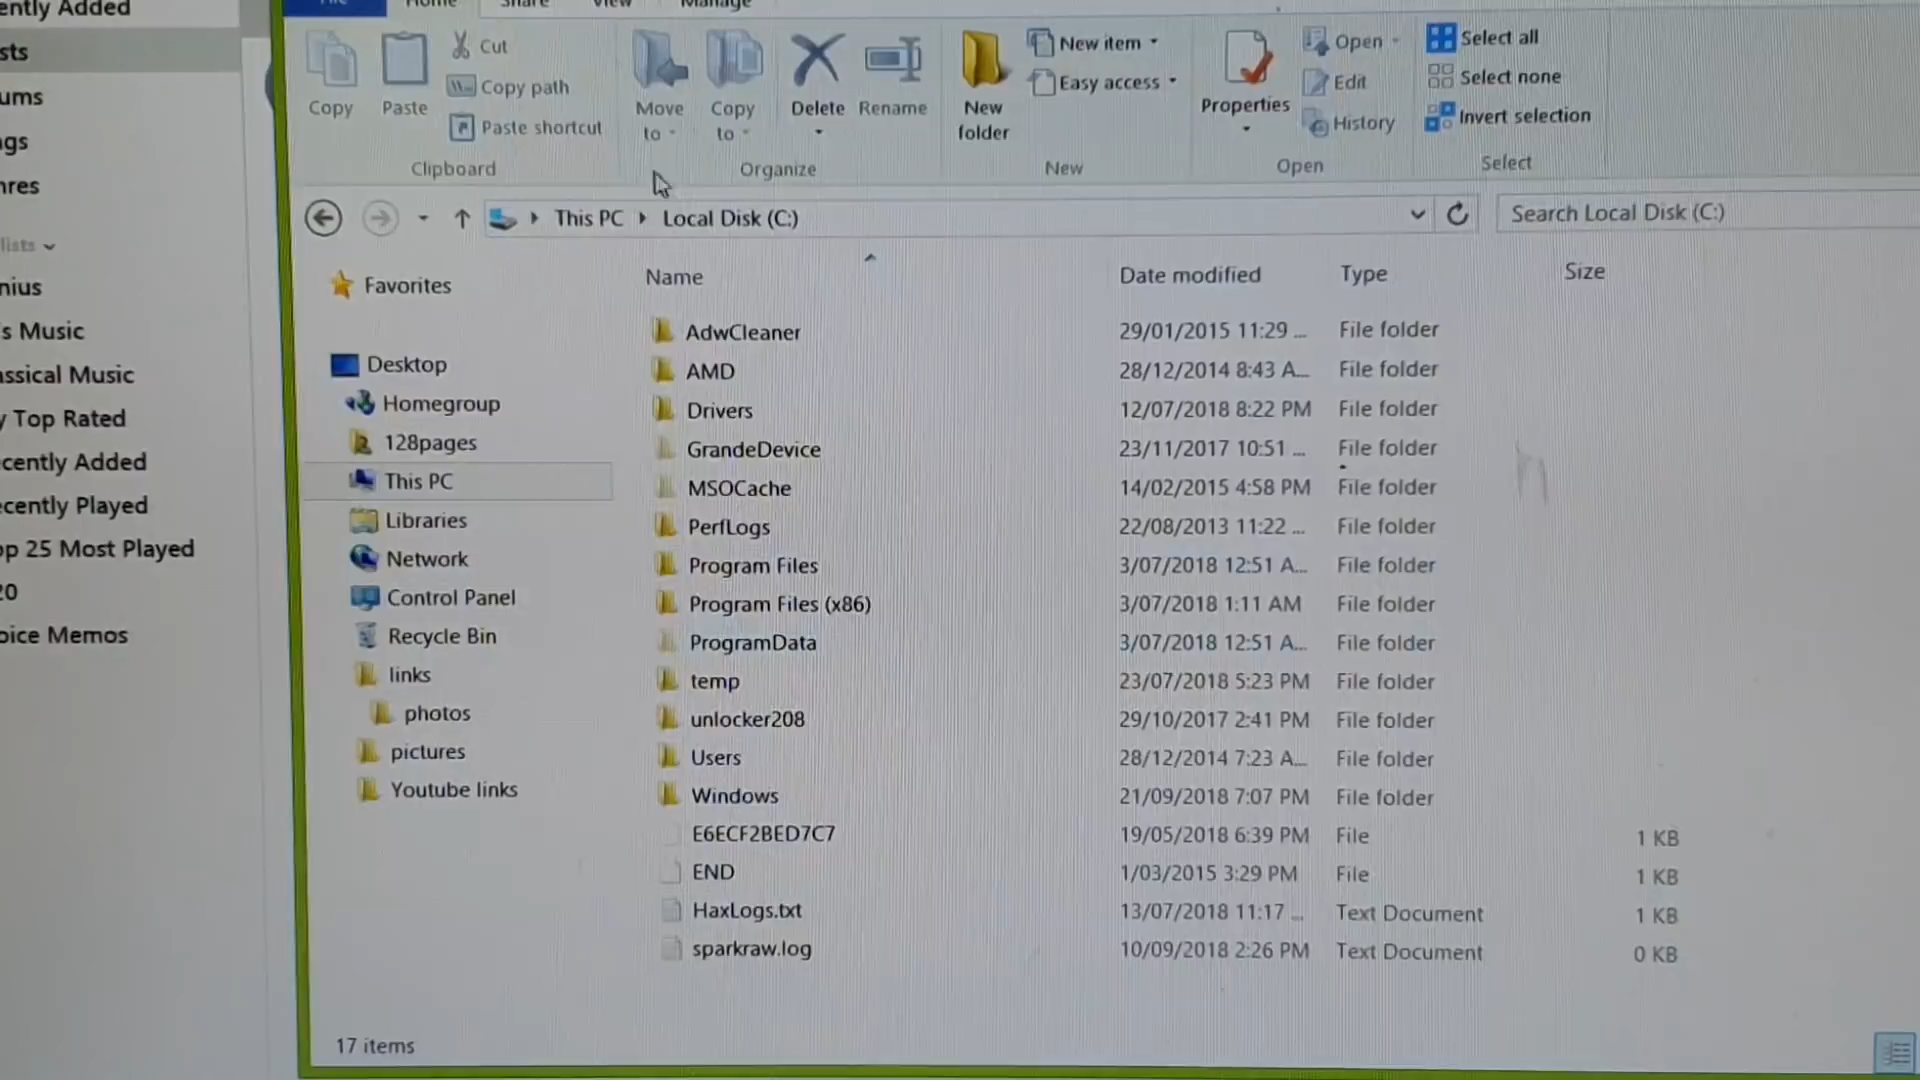 ently Added
sts
ums
gs
nres
lists
nius
s Music
assical Music
y Top Rated
ecently Added
ecently Played
op 25 Most Played
20
oice Memos
File Home Share View Manage
Copy
Paste
Cut
Copy path
Paste shortcut
Clipboard
Move to
Copy to
Delete
Rename
Organize
New folder
New item
Easy access
New
Properties
Open
Edit
History
Open
Select all
Select none
Invert selection
Select
This PC Local Disk (C:)
Search Local Disk (C:)
Favorites
Desktop
Homegroup
128pages
This PC
Libraries
Network
Control Panel
Recycle Bin
links
photos
pictures
Youtube links
Name Date modified Type Size
AdwCleaner 29/01/2015 11:29 ... File folder
AMD 28/12/2014 8:43 A... File folder
Drivers 12/07/2018 8:22 PM File folder
GrandeDevice 23/11/2017 10:51 ... File folder
MSOCache 14/02/2015 4:58 PM File folder
PerfLogs 22/08/2013 11:22 ... File folder
Program Files 3/07/2018 12:51 A... File folder
Program Files (x86) 3/07/2018 1:11 AM File folder
ProgramData 3/07/2018 12:51 A... File folder
temp 23/07/2018 5:23 PM File folder
unlocker208 29/10/2017 2:41 PM File folder
Users 28/12/2014 7:23 A... File folder
Windows 21/09/2018 7:07 PM File folder
E6ECF2BED7C7 19/05/2018 6:39 PM File 1 KB
END 1/03/2015 3:29 PM File 1 KB
HaxLogs.txt 13/07/2018 11:17 ... Text Document 1 KB
sparkraw.log 10/09/2018 2:26 PM Text Document 0 KB
17 items